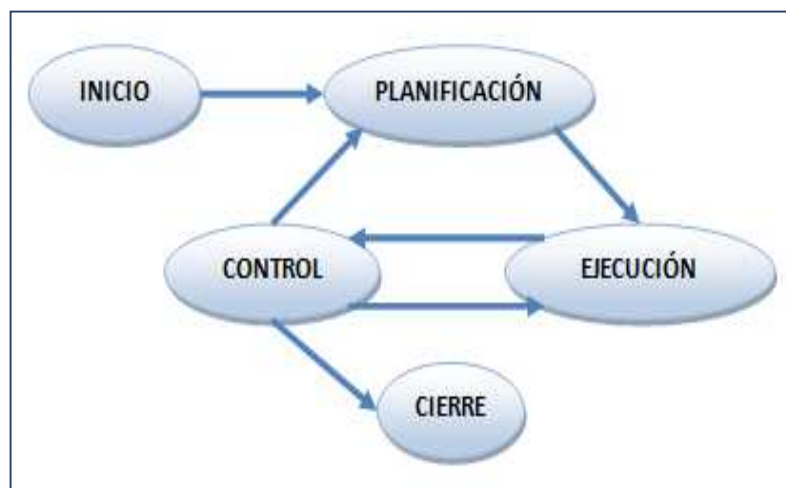 INICIO
PLANIFICACIÓN
CONTROL
EJECUCIÓN
CIERRE